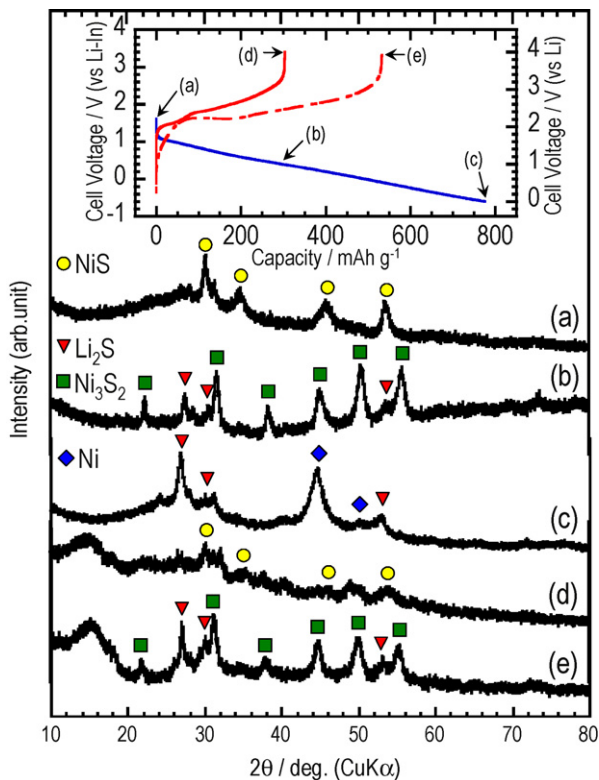 Cell Voltage / V (vs Li-In)
4
3
2
1
0
-1
(d)
(e)
(a)
(b)
(c)
4
3
2
1
0
Cell Voltage / V (vs Li)
0
200
400
600
800
Capacity / mAh g-1
Intensity (arb.unit)
NiS
(a)
Li2S
Ni3S2
(b)
Ni
(c)
(d)
(e)
10
20
30
40
50
60
70
80
2θ / deg. (CuKα)